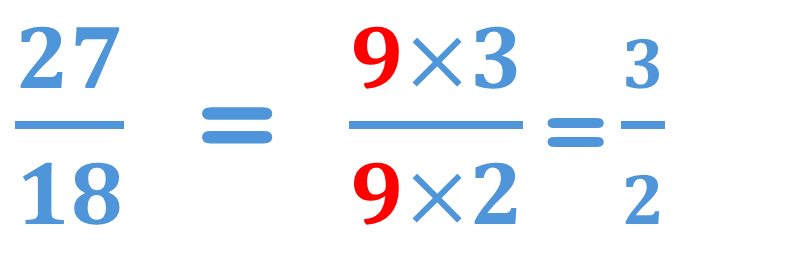 27/18 = 9×3/9×2 = 3/2